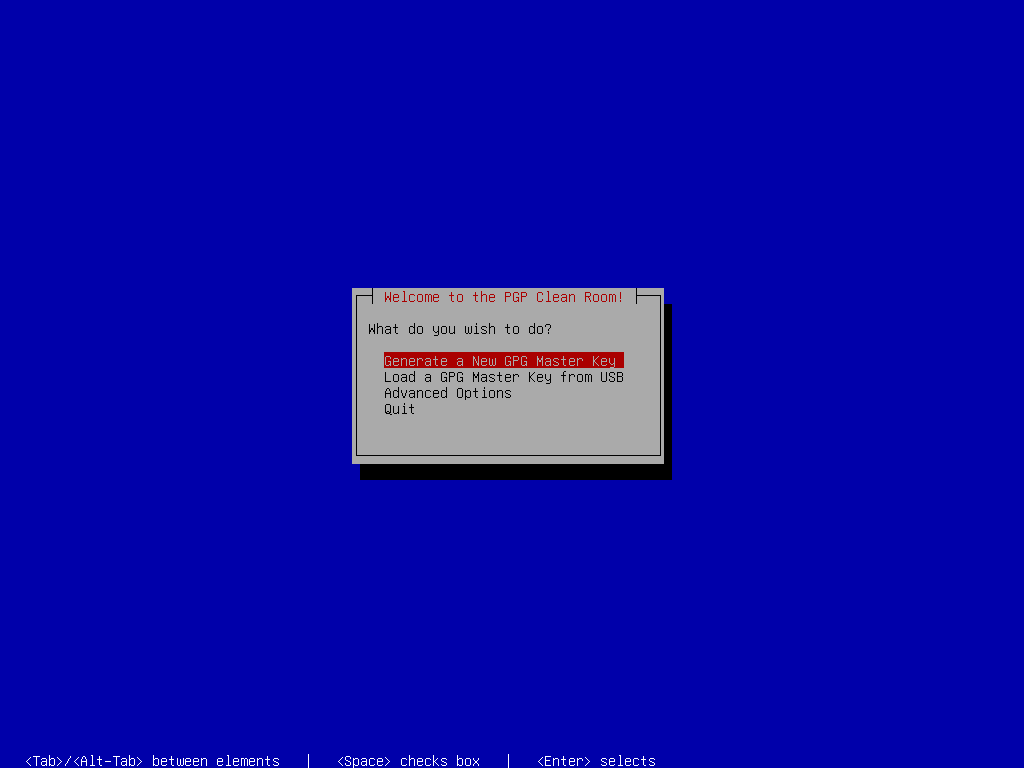 Welcome to the PGP Clean Room!
What do you wish to do?
Generate a New GPG Master Key
Load a GPG Master Key from USB
Advanced Options
Quit
<Tab>/<Alt-Tab> between elements | <Space> checks box | <Enter> selects